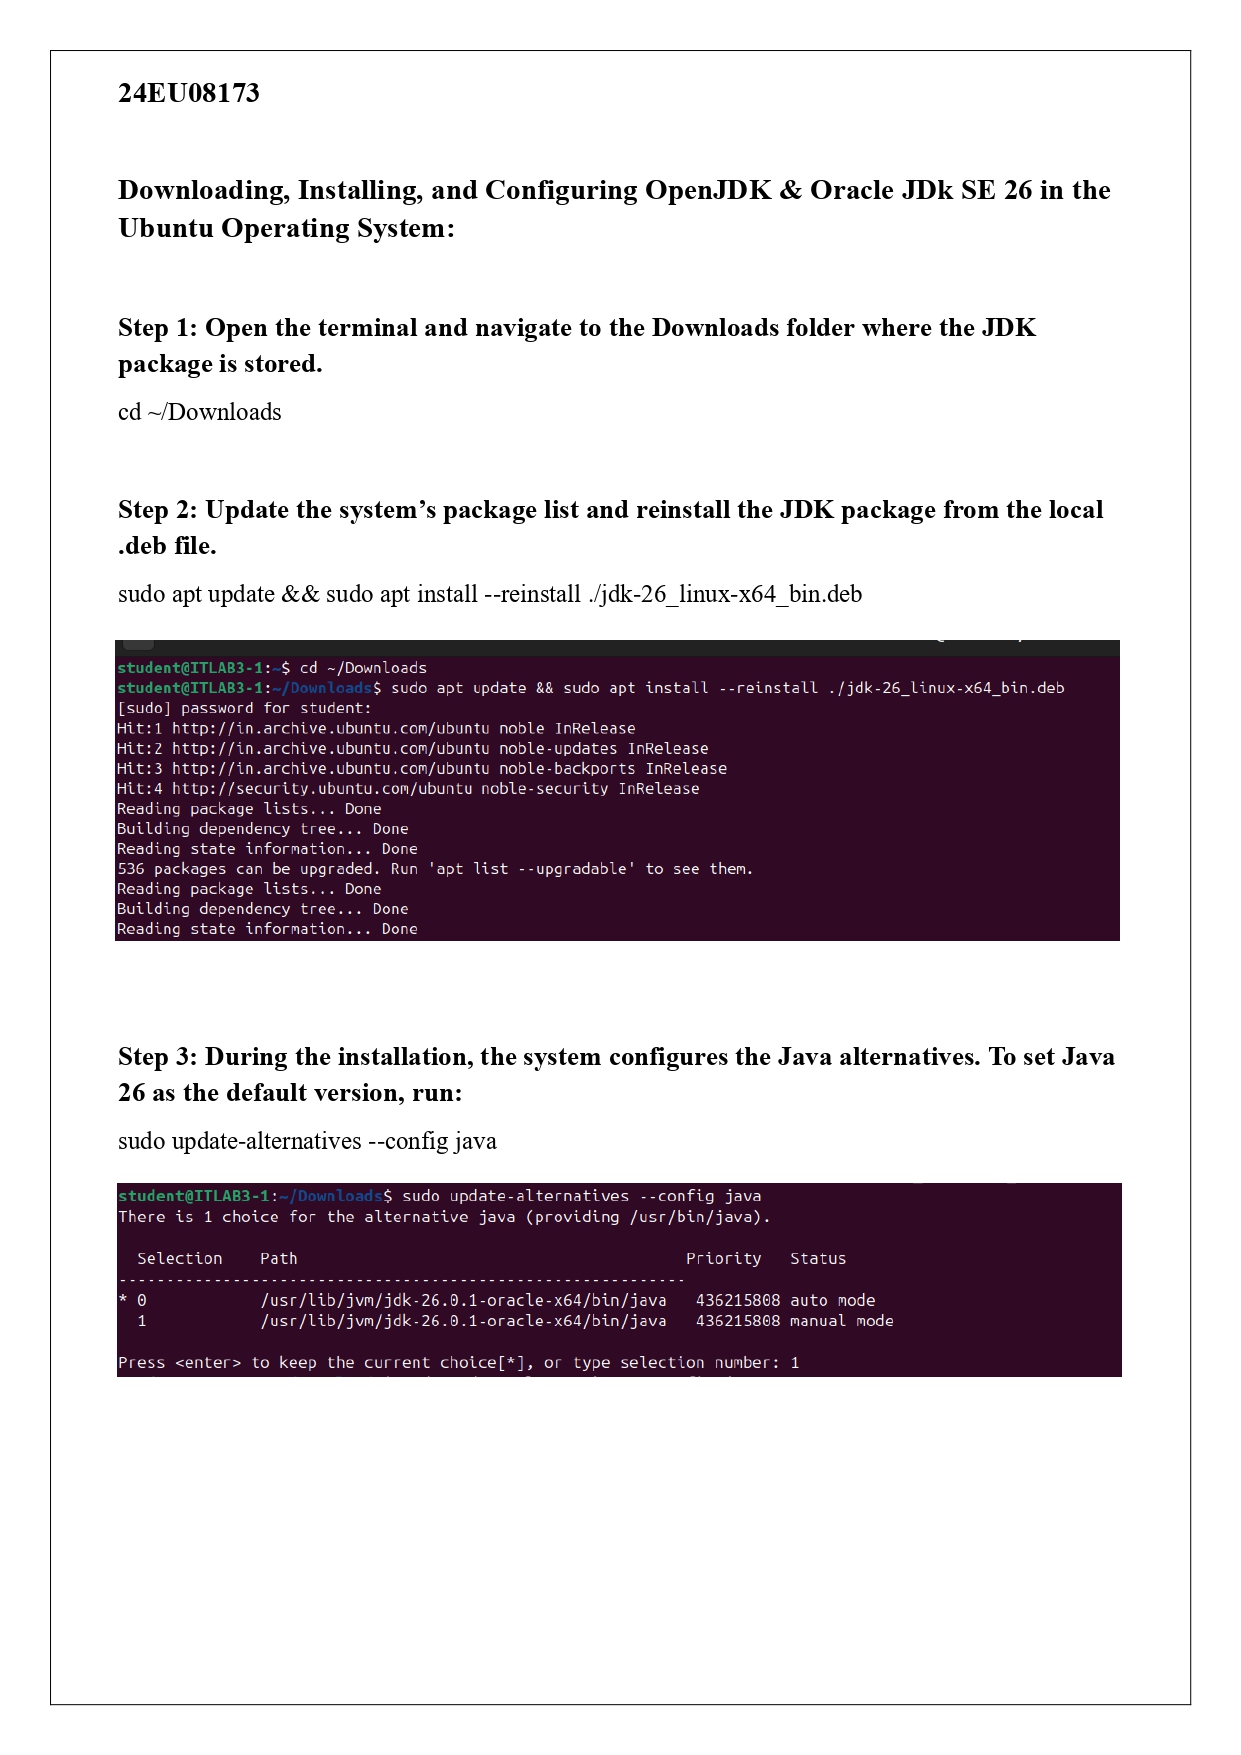 24EU08173
Downloading, Installing, and Configuring OpenJDK & Oracle JDk SE 26 in the
Ubuntu Operating System:
Step 1: Open the terminal and navigate to the Downloads folder where the JDK
package is stored.
cd ~/Downloads
Step 2: Update the system’s package list and reinstall the JDK package from the local
.deb file.
sudo apt update && sudo apt install --reinstall ./jdk-26_linux-x64_bin.deb
student@ITLAB3-1:~$ cd ~/Downloads
student@ITLAB3-1:~/Downloads$ sudo apt update && sudo apt install --reinstall ./jdk-26_linux-x64_bin.deb
[sudo] password for student:
Hit:1 http://in.archive.ubuntu.com/ubuntu noble InRelease
Hit:2 http://in.archive.ubuntu.com/ubuntu noble-updates InRelease
Hit:3 http://in.archive.ubuntu.com/ubuntu noble-backports InRelease
Hit:4 http://security.ubuntu.com/ubuntu noble-security InRelease
Reading package lists... Done
Building dependency tree... Done
Reading state information... Done
536 packages can be upgraded. Run 'apt list --upgradable' to see them.
Reading package lists... Done
Building dependency tree... Done
Reading state information... Done
Step 3: During the installation, the system configures the Java alternatives. To set Java
26 as the default version, run:
sudo update-alternatives --config java
student@ITLAB3-1:~/Downloads$ sudo update-alternatives --config java
There is 1 choice for the alternative java (providing /usr/bin/java).
Selection Path Priority Status
------------------------------------------------------------
* 0 /usr/lib/jvm/jdk-26.0.1-oracle-x64/bin/java 436215808 auto mode
1 /usr/lib/jvm/jdk-26.0.1-oracle-x64/bin/java 436215808 manual mode
Press <enter> to keep the current choice[*], or type selection number: 1